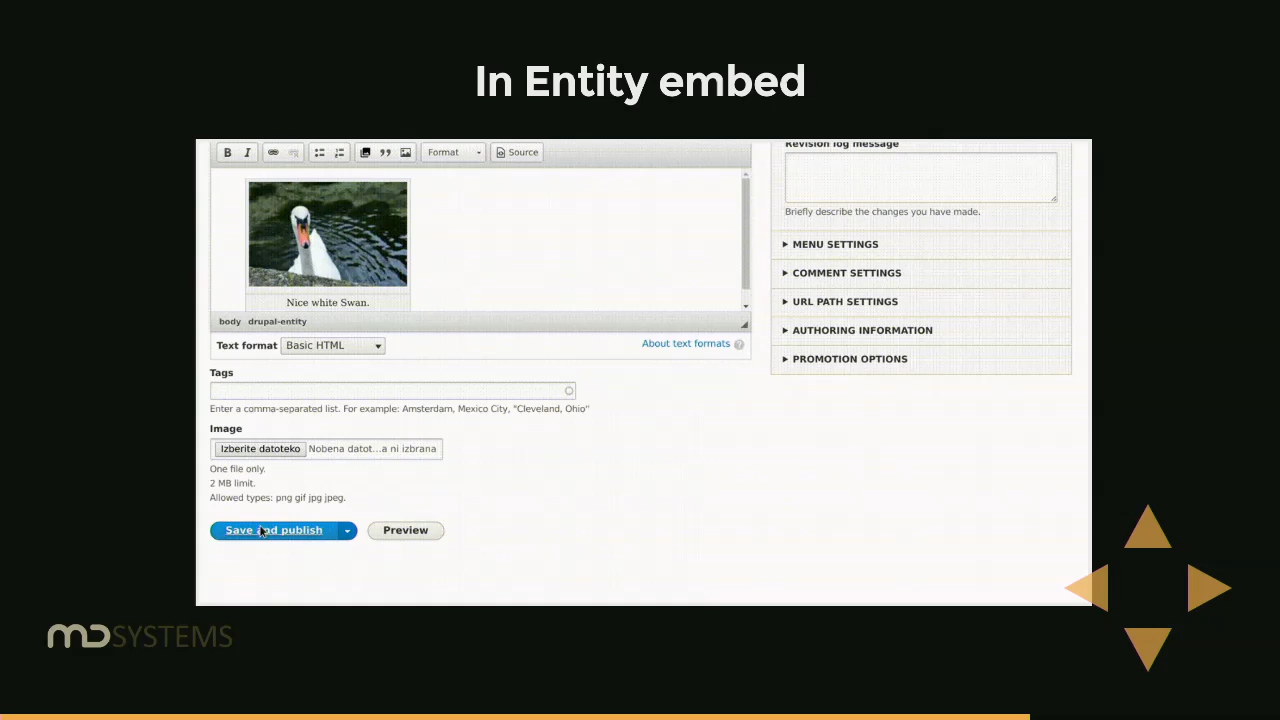 In Entity embed
Format
Source
Nice white Swan.
body drupal-entity
Text format Basic HTML
About text formats ?
Tags
Enter a comma-separated list. For example: Amsterdam, Mexico City, "Cleveland, Ohio"
Image
Izberite datoteko Nobena datot...a ni izbrana
One file only.
2 MB limit.
Allowed types: png gif jpg jpeg.
Save and publish Preview
Revision log message
Briefly describe the changes you have made.
MENU SETTINGS
COMMENT SETTINGS
URL PATH SETTINGS
AUTHORING INFORMATION
PROMOTION OPTIONS
MD SYSTEMS